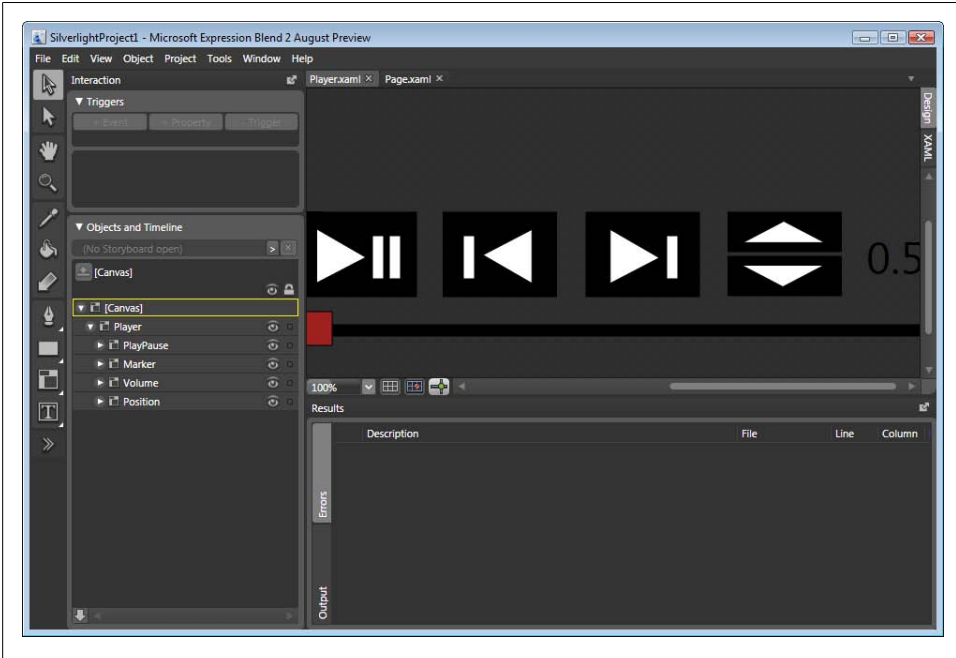 SilverlightProject1 - Microsoft Expression Blend 2 August Preview
File Edit View Object Project Tools Window Help
Interaction
Player.xaml × Page.xaml ×
▼ Triggers
+ Event + Property - Trigger
Design
XAML
▼ Objects and Timeline
(No Storyboard open) > ×
[Canvas]
▼ [Canvas]
▼ Player
► PlayPause
► Marker
► Volume
► Position
0.5
100%
Results
Description File Line Column
Errors
Output
T